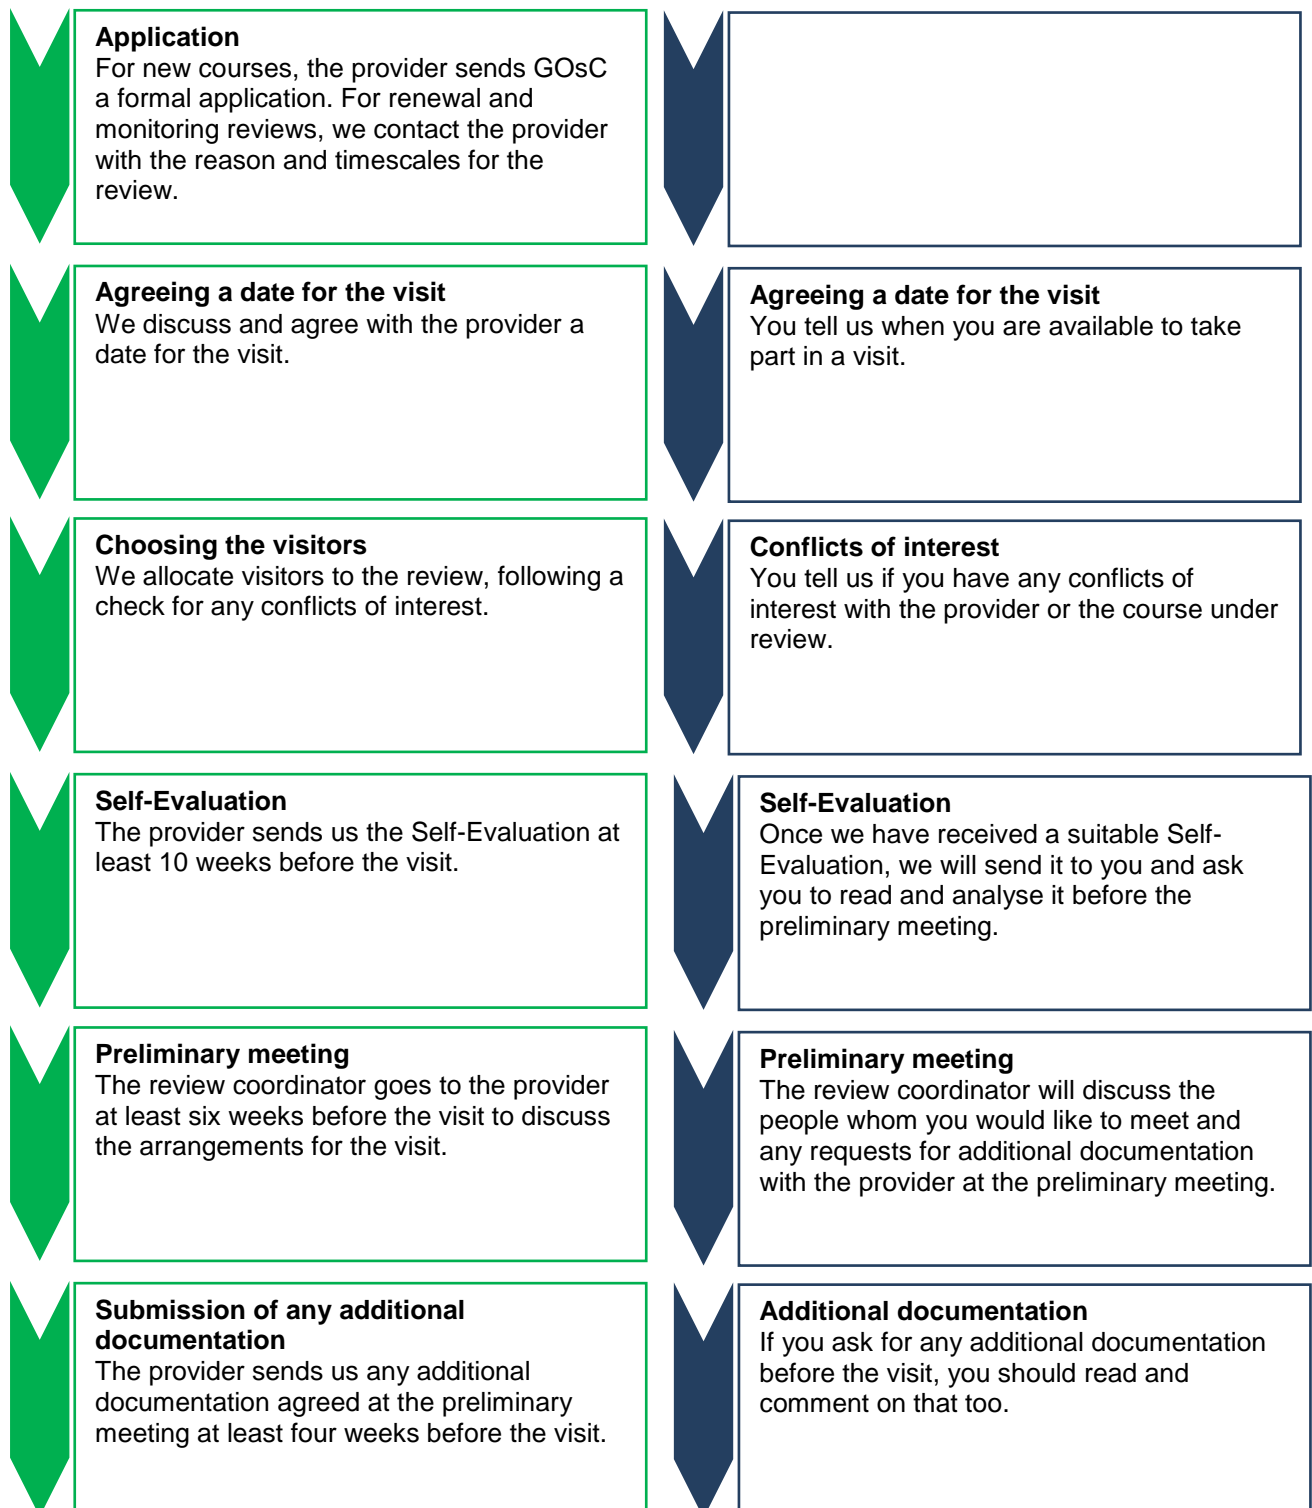 Application
For new courses, the provider sends GOsC
a formal application. For renewal and
monitoring reviews, we contact the provider
with the reason and timescales for the
review.
Agreeing a date for the visit
We discuss and agree with the provider a
date for the visit.
Agreeing a date for the visit
You tell us when you are available to take
part in a visit.
Choosing the visitors
We allocate visitors to the review, following a
check for any conflicts of interest.
Conflicts of interest
You tell us if you have any conflicts of
interest with the provider or the course under
review.
Self-Evaluation
The provider sends us the Self-Evaluation at
least 10 weeks before the visit.
Self-Evaluation
Once we have received a suitable Self-
Evaluation, we will send it to you and ask
you to read and analyse it before the
preliminary meeting.
Preliminary meeting
The review coordinator goes to the provider
at least six weeks before the visit to discuss
the arrangements for the visit.
Preliminary meeting
The review coordinator will discuss the
people whom you would like to meet and
any requests for additional documentation
with the provider at the preliminary meeting.
Submission of any additional
documentation
The provider sends us any additional
documentation agreed at the preliminary
meeting at least four weeks before the visit.
Additional documentation
If you ask for any additional documentation
before the visit, you should read and
comment on that too.